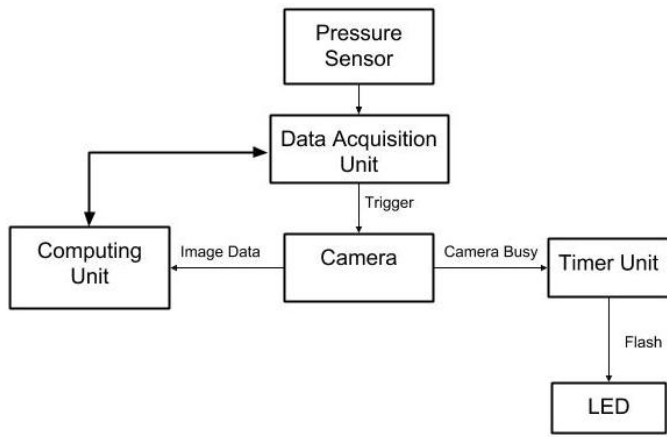 Pressure
Sensor
Data Acquisition
Unit
Trigger
Computing
Unit
Image Data
Camera
Camera Busy
Timer Unit
Flash
LED